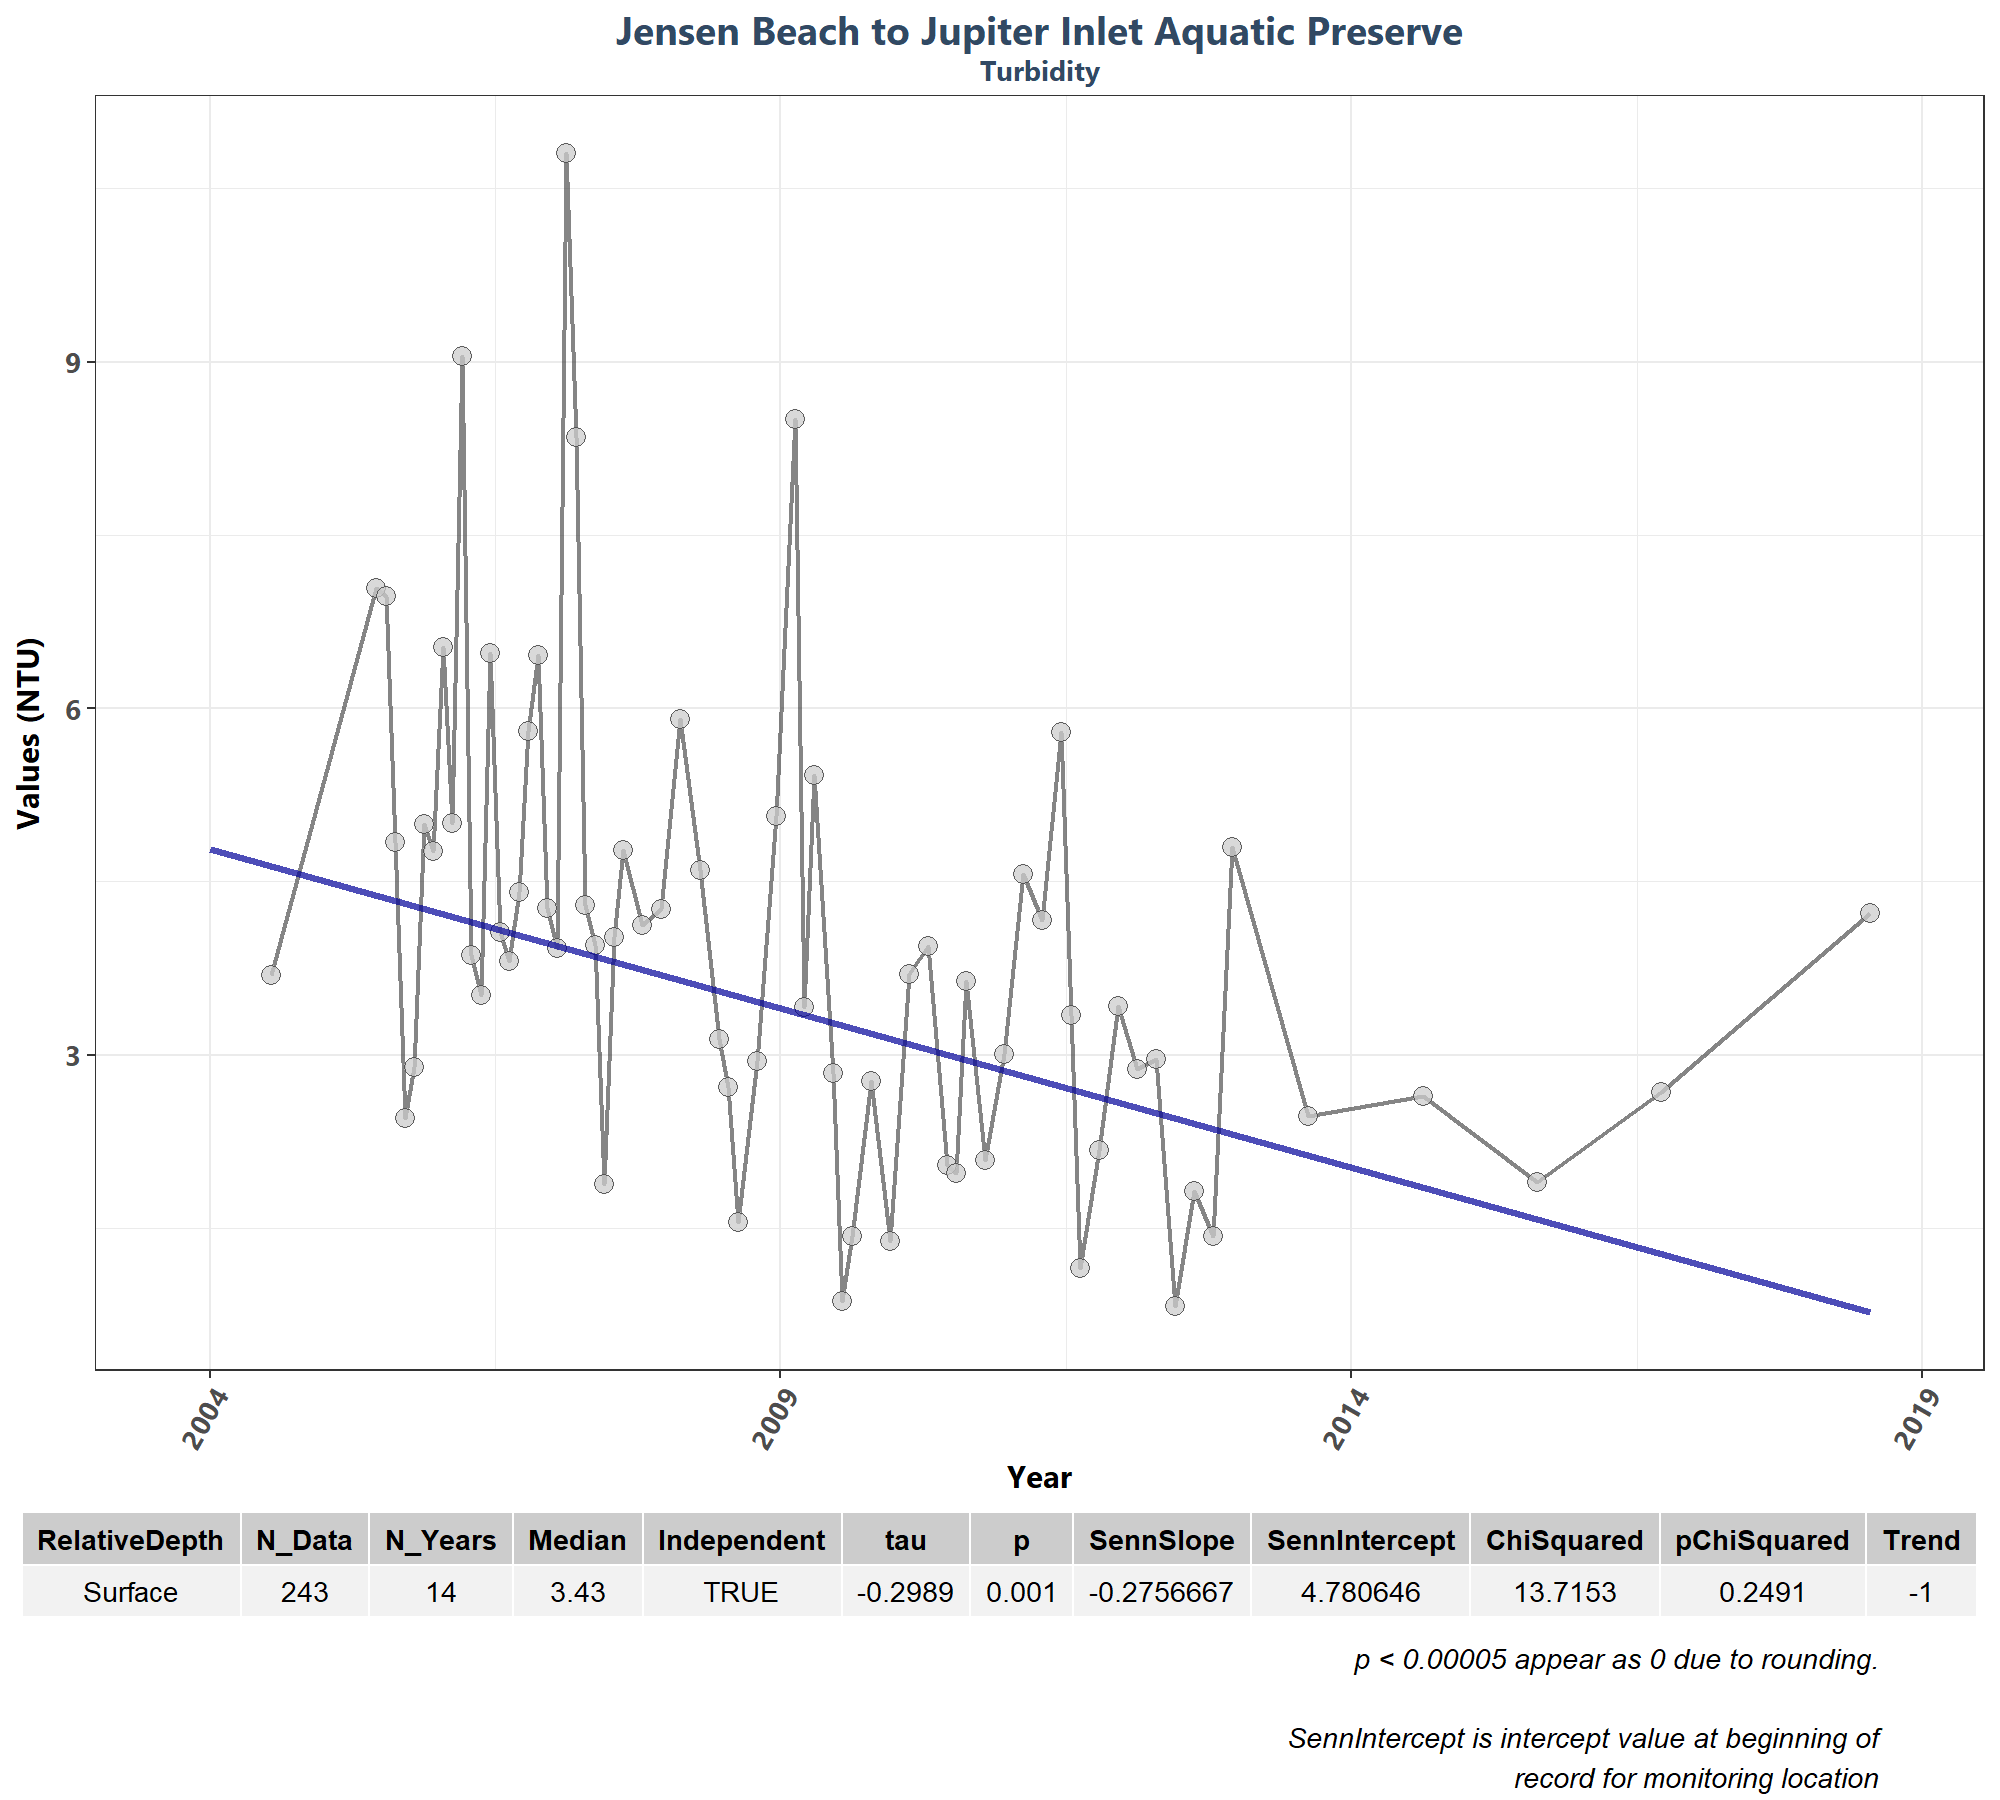 Jensen Beach to Jupiter Inlet Aquatic Preserve
Turbidity
Values (NTU)
9
6
3
2004 2009 2014 2019
Year
RelativeDepth N_Data N_Years Median Independent tau p SennSlope SennIntercept ChiSquared pChiSquared Trend
Surface 243 14 3.43 TRUE -0.2989 0.001 -0.2756667 4.780646 13.7153 0.2491 -1
p < 0.00005 appear as 0 due to rounding.
SennIntercept is intercept value at beginning of
record for monitoring location